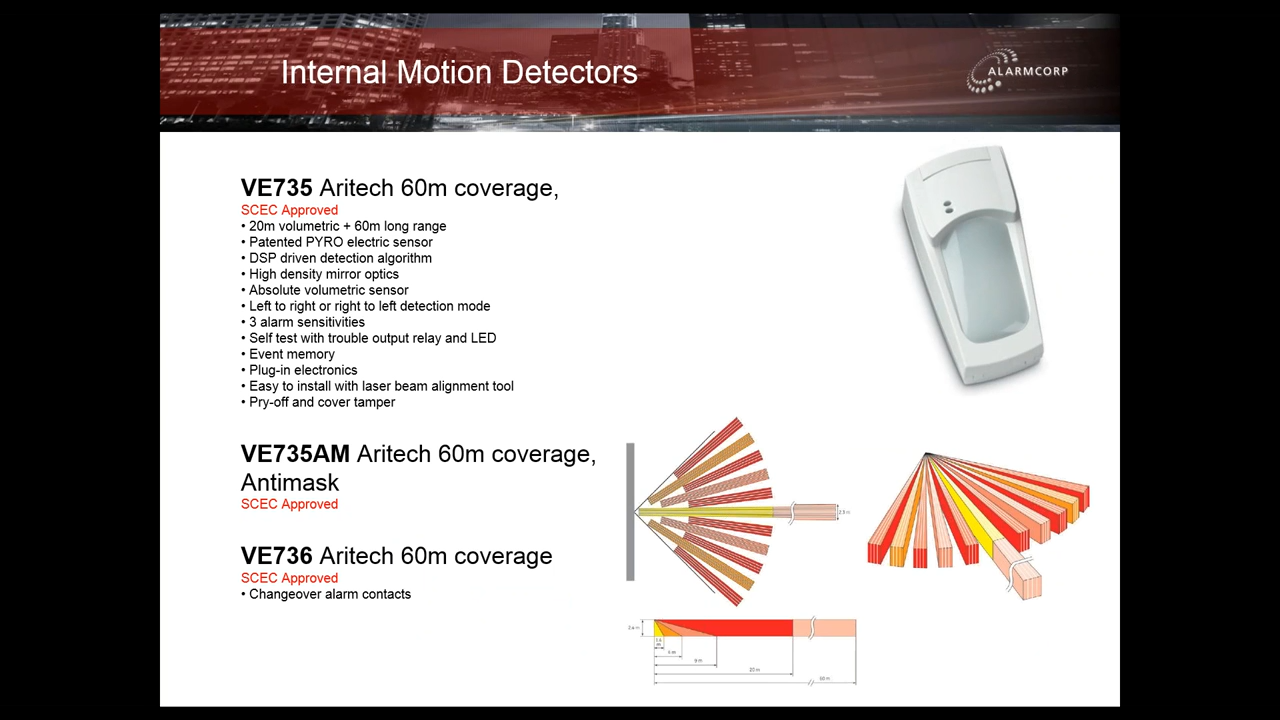 Internal Motion Detectors
ALARMCORP
VE735 Aritech 60m coverage,
SCEC Approved
• 20m volumetric + 60m long range
• Patented PYRO electric sensor
• DSP driven detection algorithm
• High density mirror optics
• Absolute volumetric sensor
• Left to right or right to left detection mode
• 3 alarm sensitivities
• Self test with trouble output relay and LED
• Event memory
• Plug-in electronics
• Easy to install with laser beam alignment tool
• Pry-off and cover tamper
VE735AM Aritech 60m coverage,
Antimask
SCEC Approved
VE736 Aritech 60m coverage
SCEC Approved
• Changeover alarm contacts
9 m
20 m
60 m